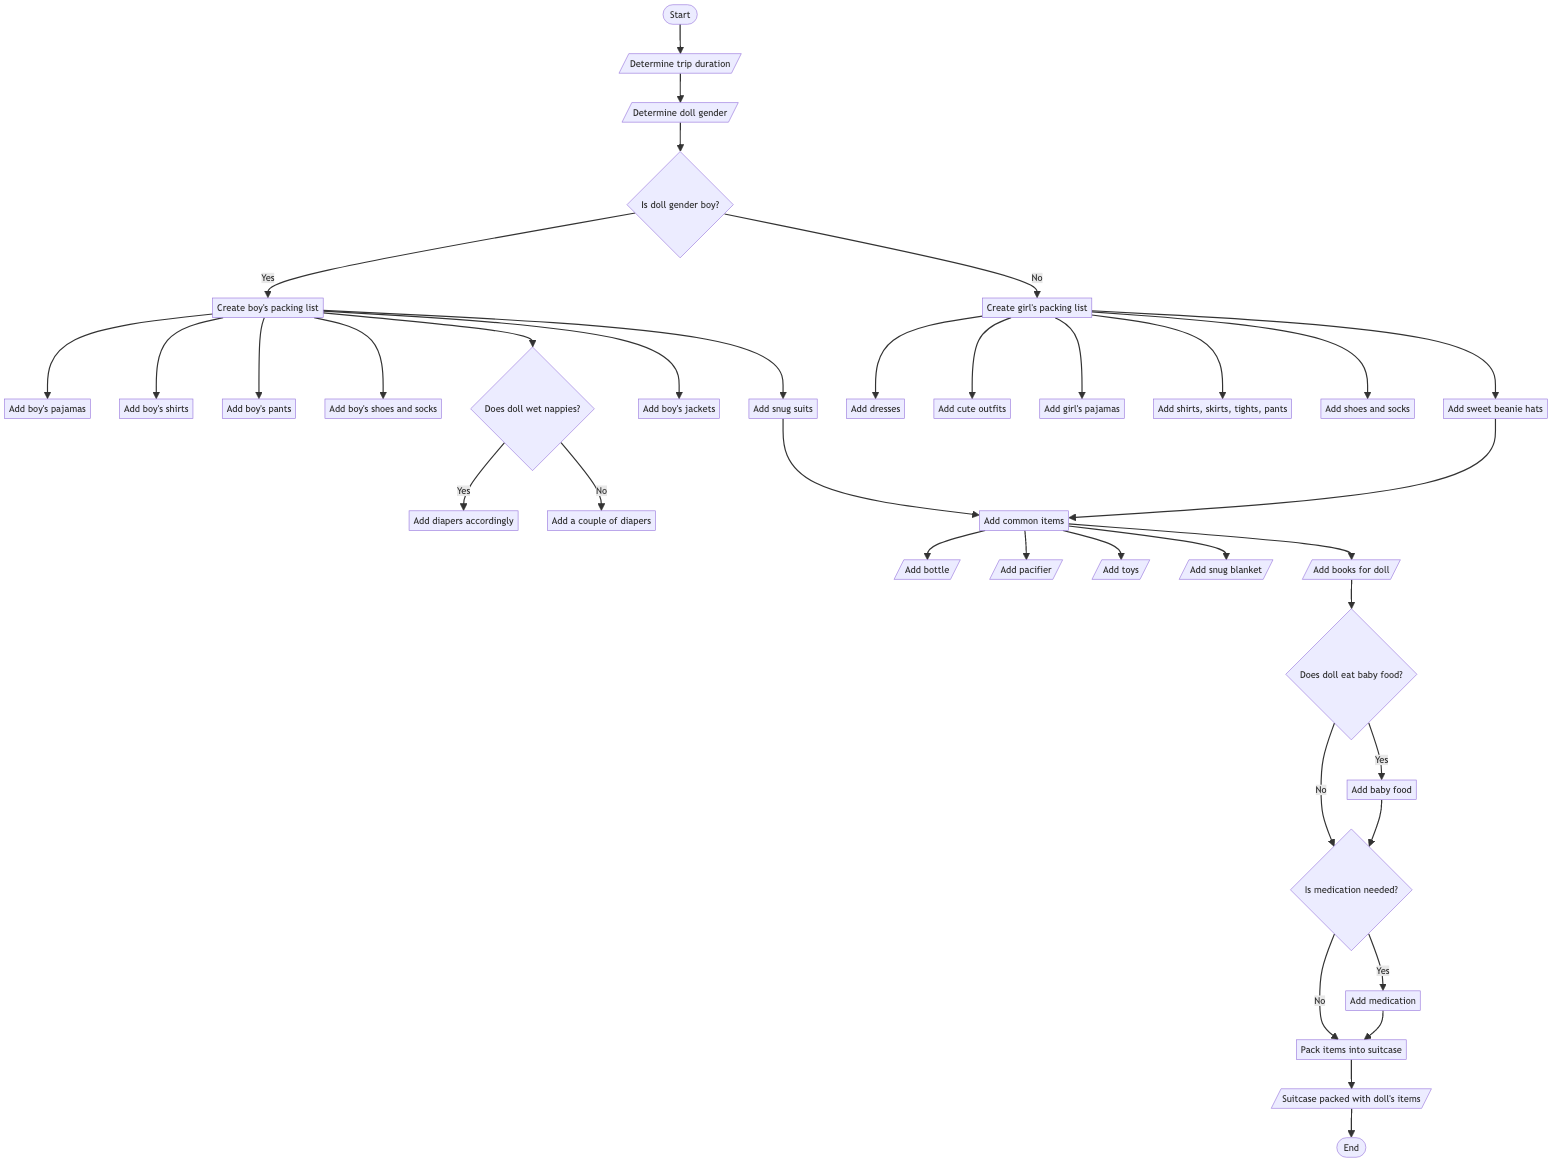 Start
Determine trip duration
Determine doll gender
Is doll gender boy?
Yes
No
Create boy's packing list
Create girl's packing list
Add boy's pajamas
Add boy's shirts
Add boy's pants
Add boy's shoes and socks
Does doll wet nappies?
Add boy's jackets
Add snug suits
Add dresses
Add cute outfits
Add girl's pajamas
Add shirts, skirts, tights, pants
Add shoes and socks
Add sweet beanie hats
Yes
No
Add diapers accordingly
Add a couple of diapers
Add common items
Add bottle
Add pacifier
Add toys
Add snug blanket
Add books for doll
Does doll eat baby food?
Yes
No
Add baby food
Is medication needed?
Yes
No
Add medication
Pack items into suitcase
Suitcase packed with doll's items
End